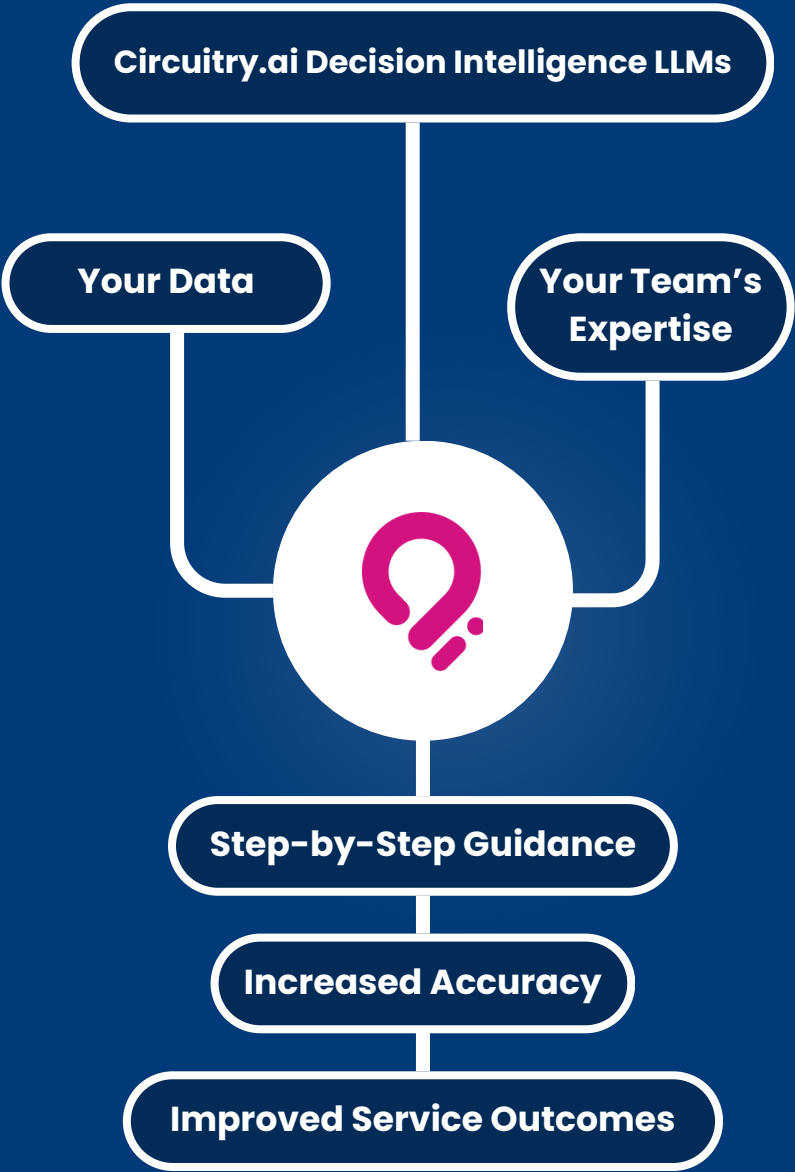 Circuitry.ai Decision Intelligence LLMs
Your Data
Your Team’s
Expertise
Step-by-Step Guidance
Increased Accuracy
Improved Service Outcomes